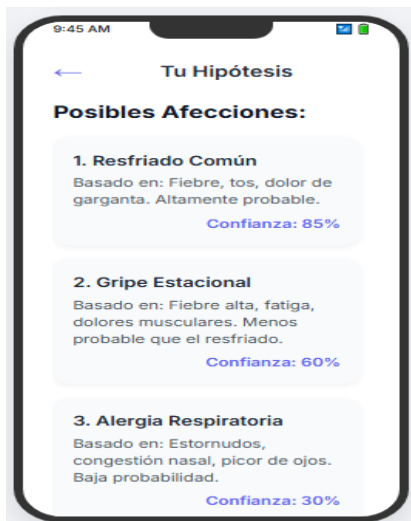 9:45 AM
←
Tu Hipótesis
Posibles Afecciones:
1. Resfriado Común
Basado en: Fiebre, tos, dolor de
garganta. Altamente probable.
Confianza: 85%
2. Gripe Estacional
Basado en: Fiebre alta, fatiga,
dolores musculares. Menos
probable que el resfriado.
Confianza: 60%
3. Alergia Respiratoria
Basado en: Estornudos,
congestión nasal, picor de ojos.
Baja probabilidad.
Confianza: 30%